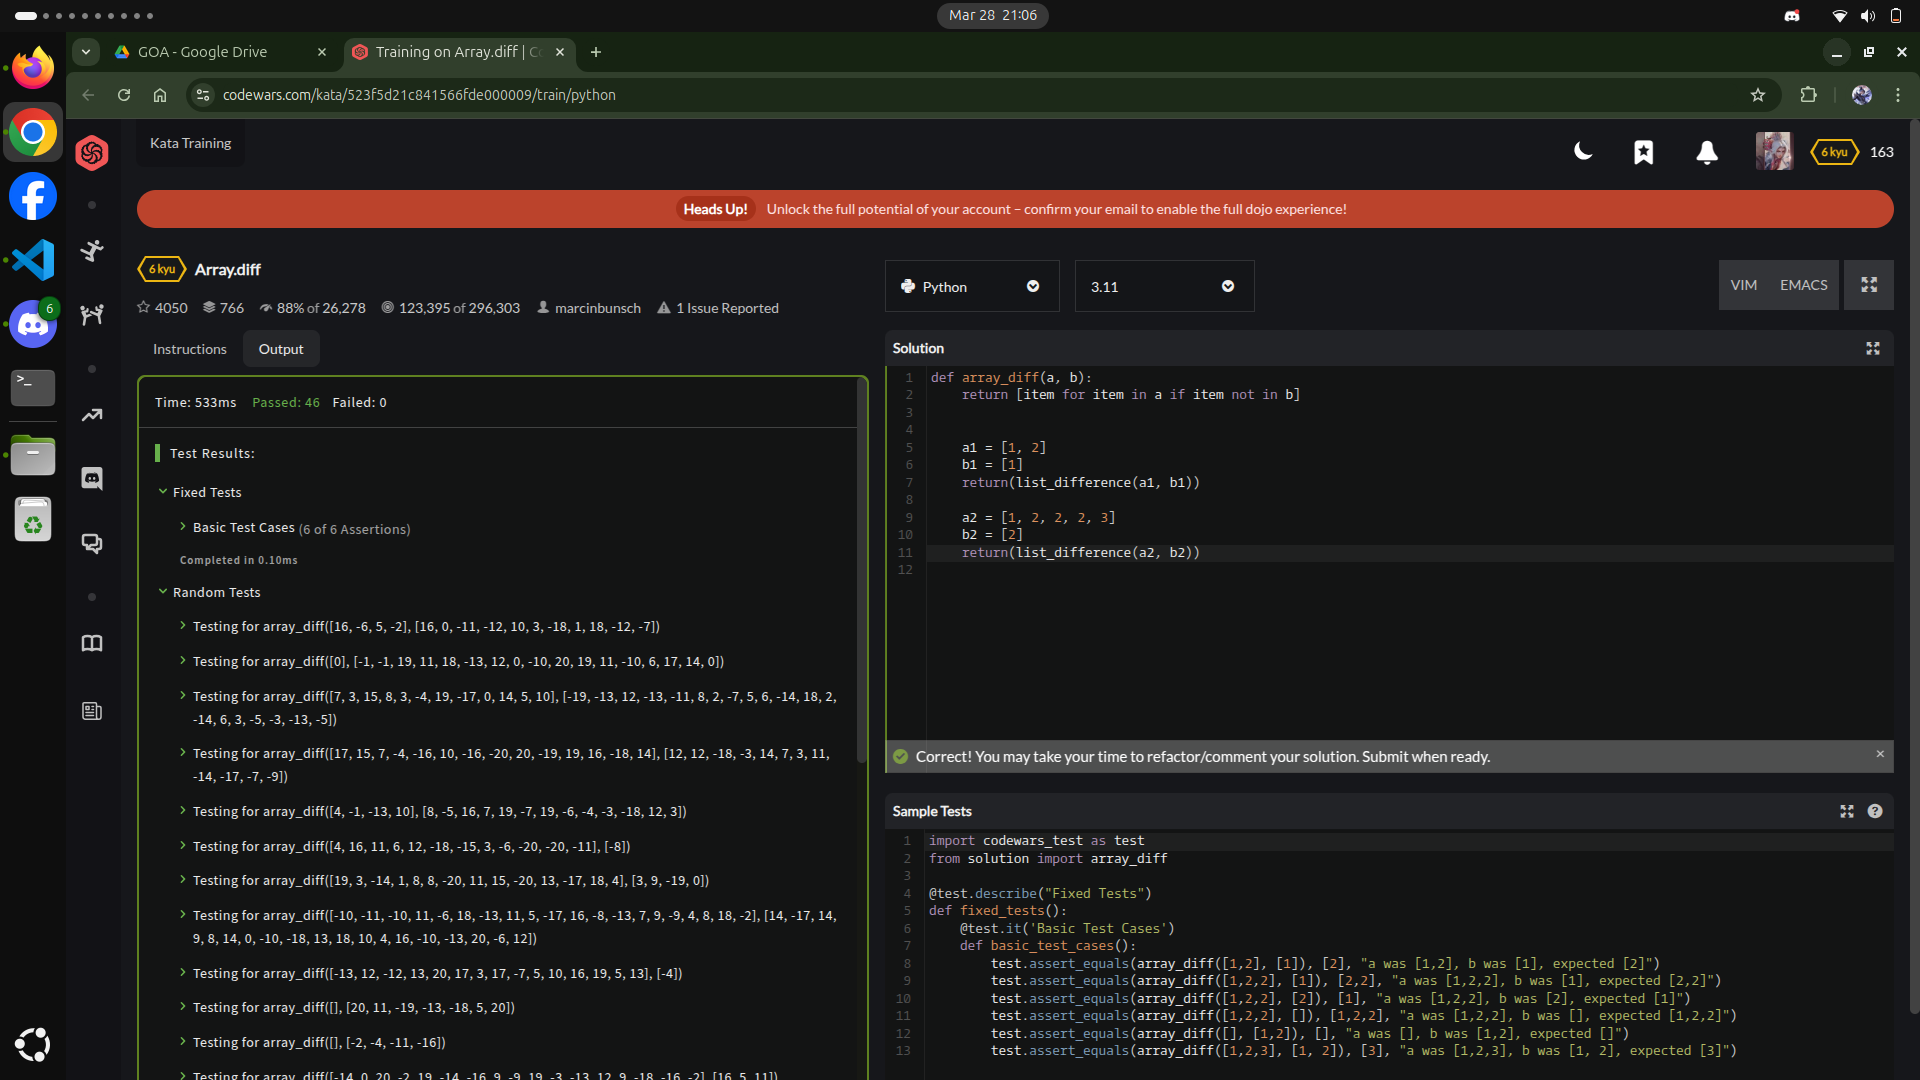 Mar 28 21:06
GOA - Google Drive
Training on Array.diff | Co
codewars.com/kata/523f5d21c841566fde000009/train/python
Kata Training
6 kyu 163
Heads Up! Unlock the full potential of your account – confirm your email to enable the full dojo experience!
6
6 kyu Array.diff
4050 766 88% of 26,278 123,395 of 296,303 marcinbunsch 1 Issue Reported
Instructions Output
Time: 533ms Passed: 46 Failed: 0
Test Results:
Fixed Tests
Basic Test Cases (6 of 6 Assertions)
Completed in 0.10ms
Random Tests
Testing for array_diff([16, -6, 5, -2], [16, 0, -11, -12, 10, 3, -18, 1, 18, -12, -7])
Testing for array_diff([0], [-1, -1, 19, 11, 18, -13, 12, 0, -10, 20, 19, 11, -10, 6, 17, 14, 0])
Testing for array_diff([7, 3, 15, 8, 3, -4, 19, -17, 0, 14, 5, 10], [-19, -13, 12, -13, -11, 8, 2, -7, 5, 6, -14, 18, 2,
-14, 6, 3, -5, -3, -13, -5])
Testing for array_diff([17, 15, 7, -4, -16, 10, -16, -20, 20, -19, 19, 16, -18, 14], [12, 12, -18, -3, 14, 7, 3, 11,
-14, -17, -7, -9])
Testing for array_diff([4, -1, -13, 10], [8, -5, 16, 7, 19, -7, 19, -6, -4, -3, -18, 12, 3])
Testing for array_diff([4, 16, 11, 6, 12, -18, -15, 3, -6, -20, -20, -11], [-8])
Testing for array_diff([19, 3, -14, 1, 8, 8, -20, 11, 15, -20, 13, -17, 18, 4], [3, 9, -19, 0])
Testing for array_diff([-10, -11, -10, 11, -6, 18, -13, 11, 5, -17, 16, -8, -13, 7, 9, -9, 4, 8, 18, -2], [14, -17, 14,
9, 8, 14, 0, -10, -18, 13, 18, 10, 4, 16, -10, -13, 20, -6, 12])
Testing for array_diff([-13, 12, -12, 13, 20, 17, 3, 17, -7, 5, 10, 16, 19, 5, 13], [-4])
Testing for array_diff([], [20, 11, -19, -13, -18, 5, 20])
Testing for array_diff([], [-2, -4, -11, -16])
Testing for array_diff([-14, 0, 20, -2, 19, -14, -16, 9, -9, 19, -3, -13, 12, 9, -18, -16, -2], [16, 5, 11])
Python
3.11
VIM EMACS
Solution
1 def array_diff(a, b):
2 return [item for item in a if item not in b]
3
4
5 a1 = [1, 2]
6 b1 = [1]
7 return(list_difference(a1, b1))
8
9 a2 = [1, 2, 2, 2, 3]
10 b2 = [2]
11 return(list_difference(a2, b2))
12
Correct! You may take your time to refactor/comment your solution. Submit when ready.
Sample Tests
1 import codewars_test as test
2 from solution import array_diff
3
4 @test.describe("Fixed Tests")
5 def fixed_tests():
6 @test.it('Basic Test Cases')
7 def basic_test_cases():
8 test.assert_equals(array_diff([1,2], [1]), [2], "a was [1,2], b was [1], expected [2]")
9 test.assert_equals(array_diff([1,2,2], [1]), [2,2], "a was [1,2,2], b was [1], expected [2,2]")
10 test.assert_equals(array_diff([1,2,2], [2]), [1], "a was [1,2,2], b was [2], expected [1]")
11 test.assert_equals(array_diff([1,2,2], []), [1,2,2], "a was [1,2,2], b was [], expected [1,2,2]")
12 test.assert_equals(array_diff([], [1,2]), [], "a was [], b was [1,2], expected []")
13 test.assert_equals(array_diff([1,2,3], [1, 2]), [3], "a was [1,2,3], b was [1, 2], expected [3]")